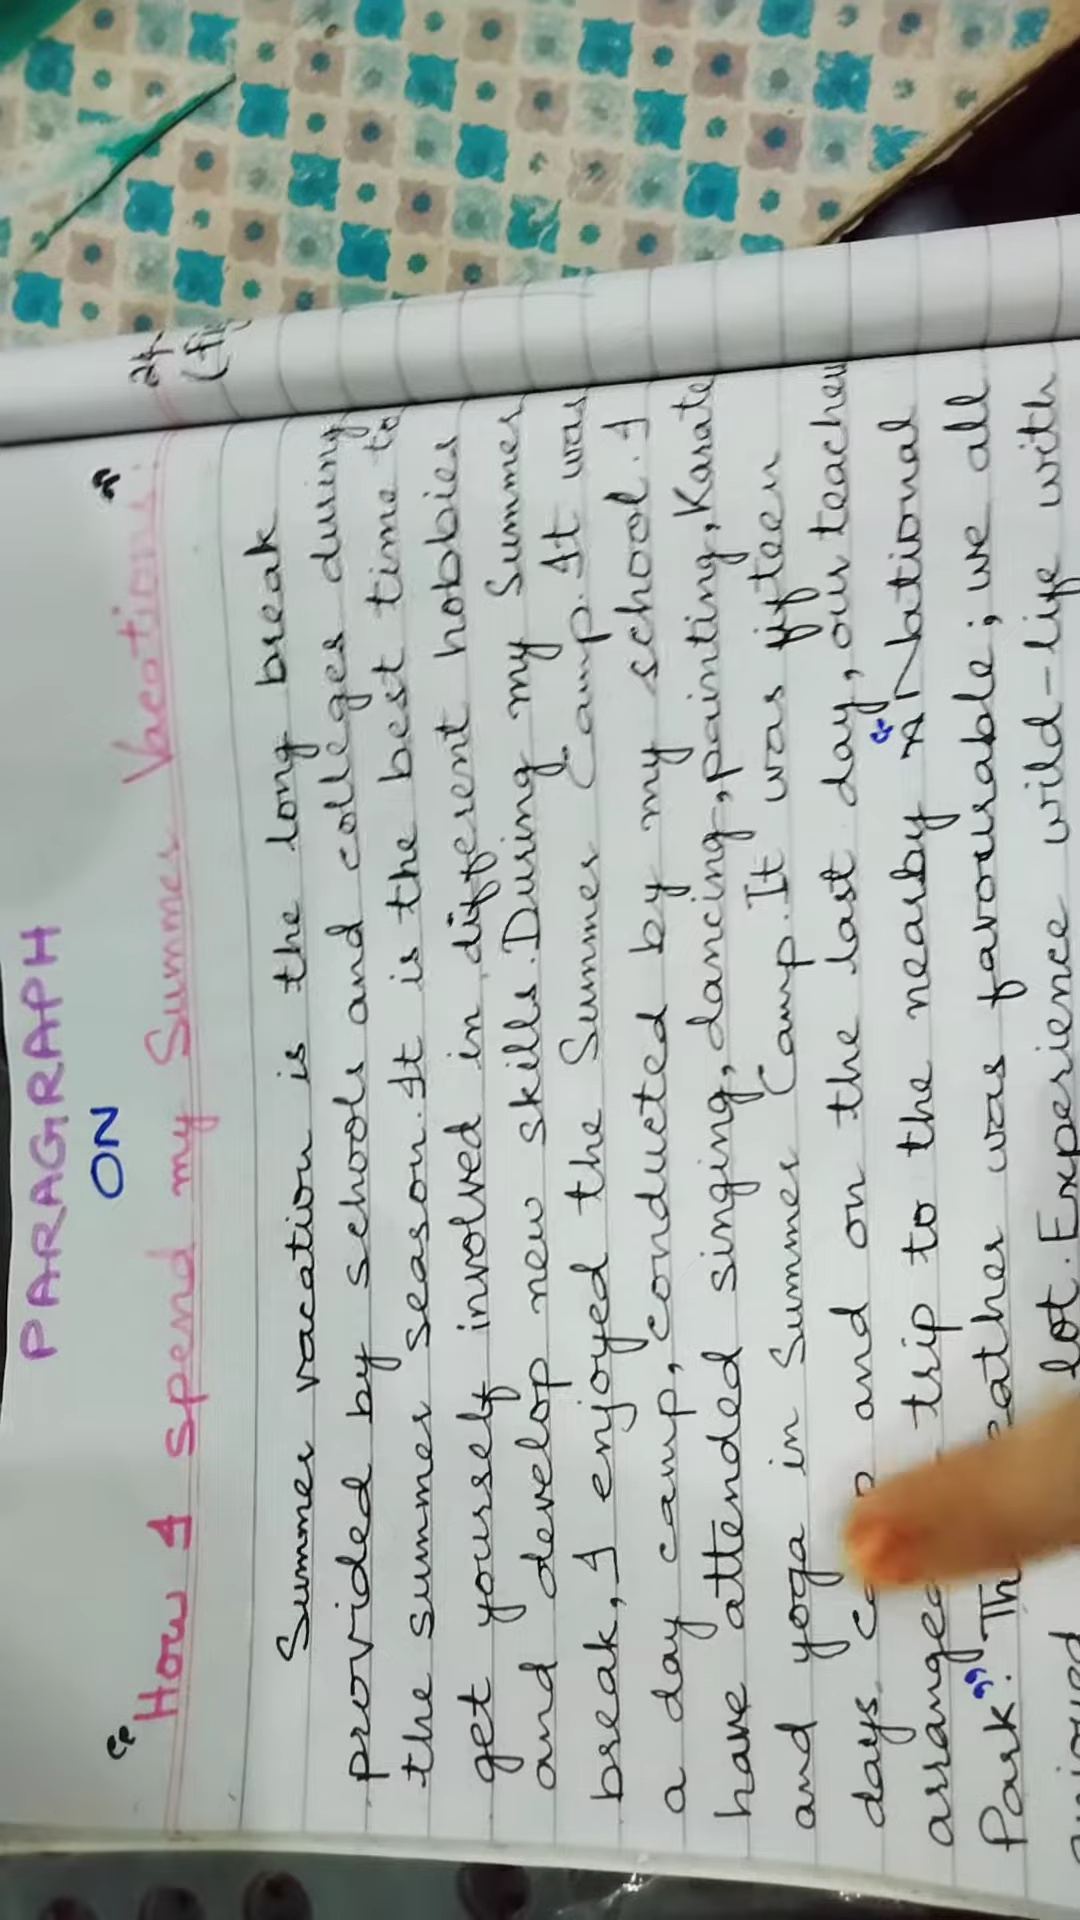 PARAGRAPH
ON
"How I spend my Summer Vacations."
24
Summer vacation is the long break
provided by schools and colleges during
the summer season. It is the best time to
get yourself involved in different hobbies
and develop new skills. During my Summer
break, I enjoyed the Summer Camp. It was
a day camp, conducted by my school. I
have attended singing, dancing, painting, Karate
and yoga in Summer Camp. It was fifteen
days and on the last day, our teacher
arranged trip to the nearby "National
Park". was favourable; we all
enjoyed lot. Experience wild-life with